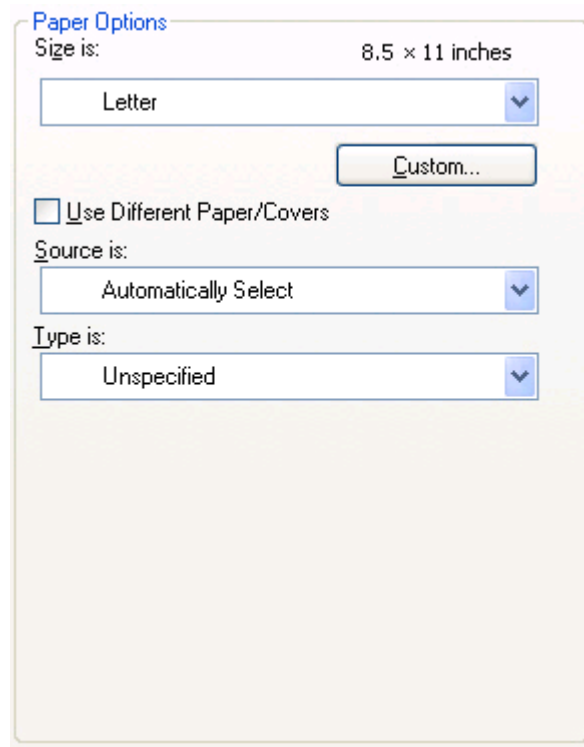 Paper Options
Size is: 8.5 × 11 inches
Letter
Custom...
Use Different Paper/Covers
Source is:
Automatically Select
Type is:
Unspecified